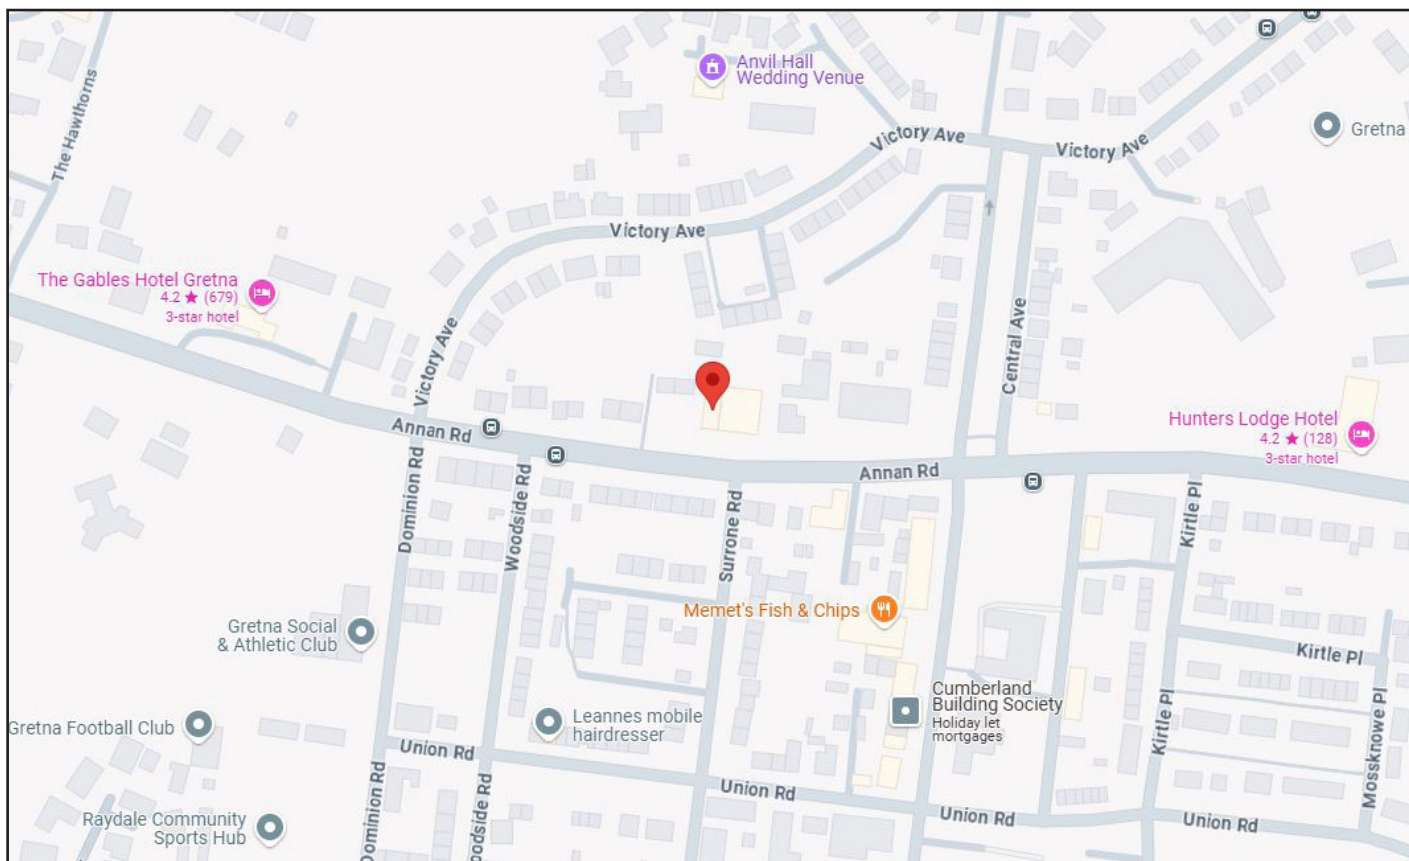 The Hawthorns
Anvil Hall
Wedding Venue
Victory Ave
Victory Ave
Gretna
Victory Ave
The Gables Hotel Gretna
4.2 ★ (679)
3-star hotel
Victory Ave
Central Ave
Annan Rd
Annan Rd
Hunters Lodge Hotel
4.2 ★ (128)
3-star hotel
Dominion Rd
Woodside Rd
Surrone Rd
Kirtle Pl
Memet's Fish & Chips
Gretna Social
& Athletic Club
Kirtle Pl
Cumberland
Building Society
Holiday let
mortgages
Leannes mobile
hairdresser
Gretna Football Club
Kirtle Pl
Mossknowe Pl
Union Rd
Union Rd
Union Rd
Union Rd
Raydale Community
Sports Hub
Dominion Rd
Woodside Rd